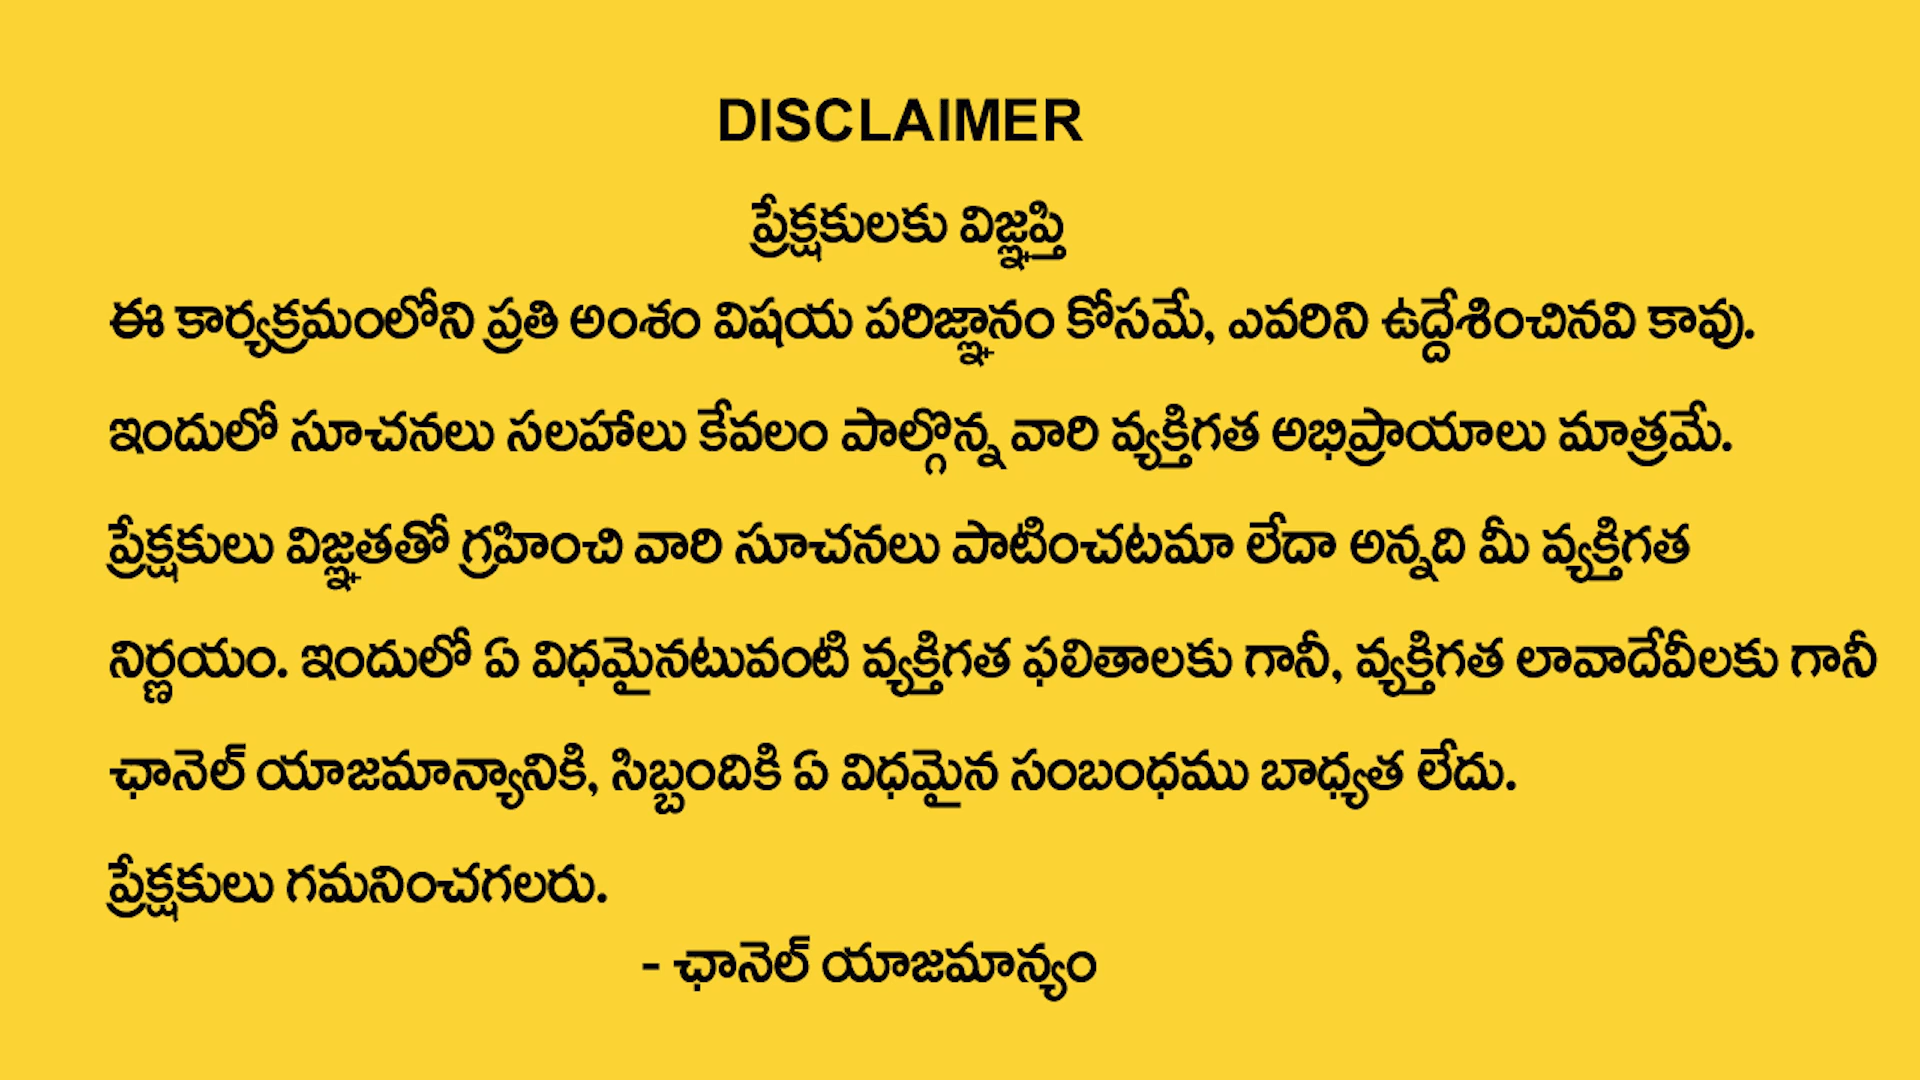 DISCLAIMER
ప్రేక్షకులకు విజ్ఞప్తి
ఈ కార్యక్రమంలోని ప్రతి అంశం విషయ పరిజ్ఞానం కోసమే, ఎవరిని ఉద్దేశించినవి కావు.
ఇందులో సూచనలు సలహాలు కేవలం పాల్గొన్న వారి వ్యక్తిగత అభిప్రాయాలు మాత్రమే.
ప్రేక్షకులు విజ్ఞతతో గ్రహించి వారి సూచనలు పాటించటమా లేదా అన్నది మీ వ్యక్తిగత
నిర్ణయం. ఇందులో ఏ విధమైనటువంటి వ్యక్తిగత ఫలితాలకు గానీ, వ్యక్తిగత లావాదేవీలకు గానీ
ఛానెల్ యాజమాన్యానికి, సిబ్బందికి ఏ విధమైన సంబంధము బాధ్యత లేదు.
ప్రేక్షకులు గమనించగలరు.
- ఛానెల్ యాజమాన్యం